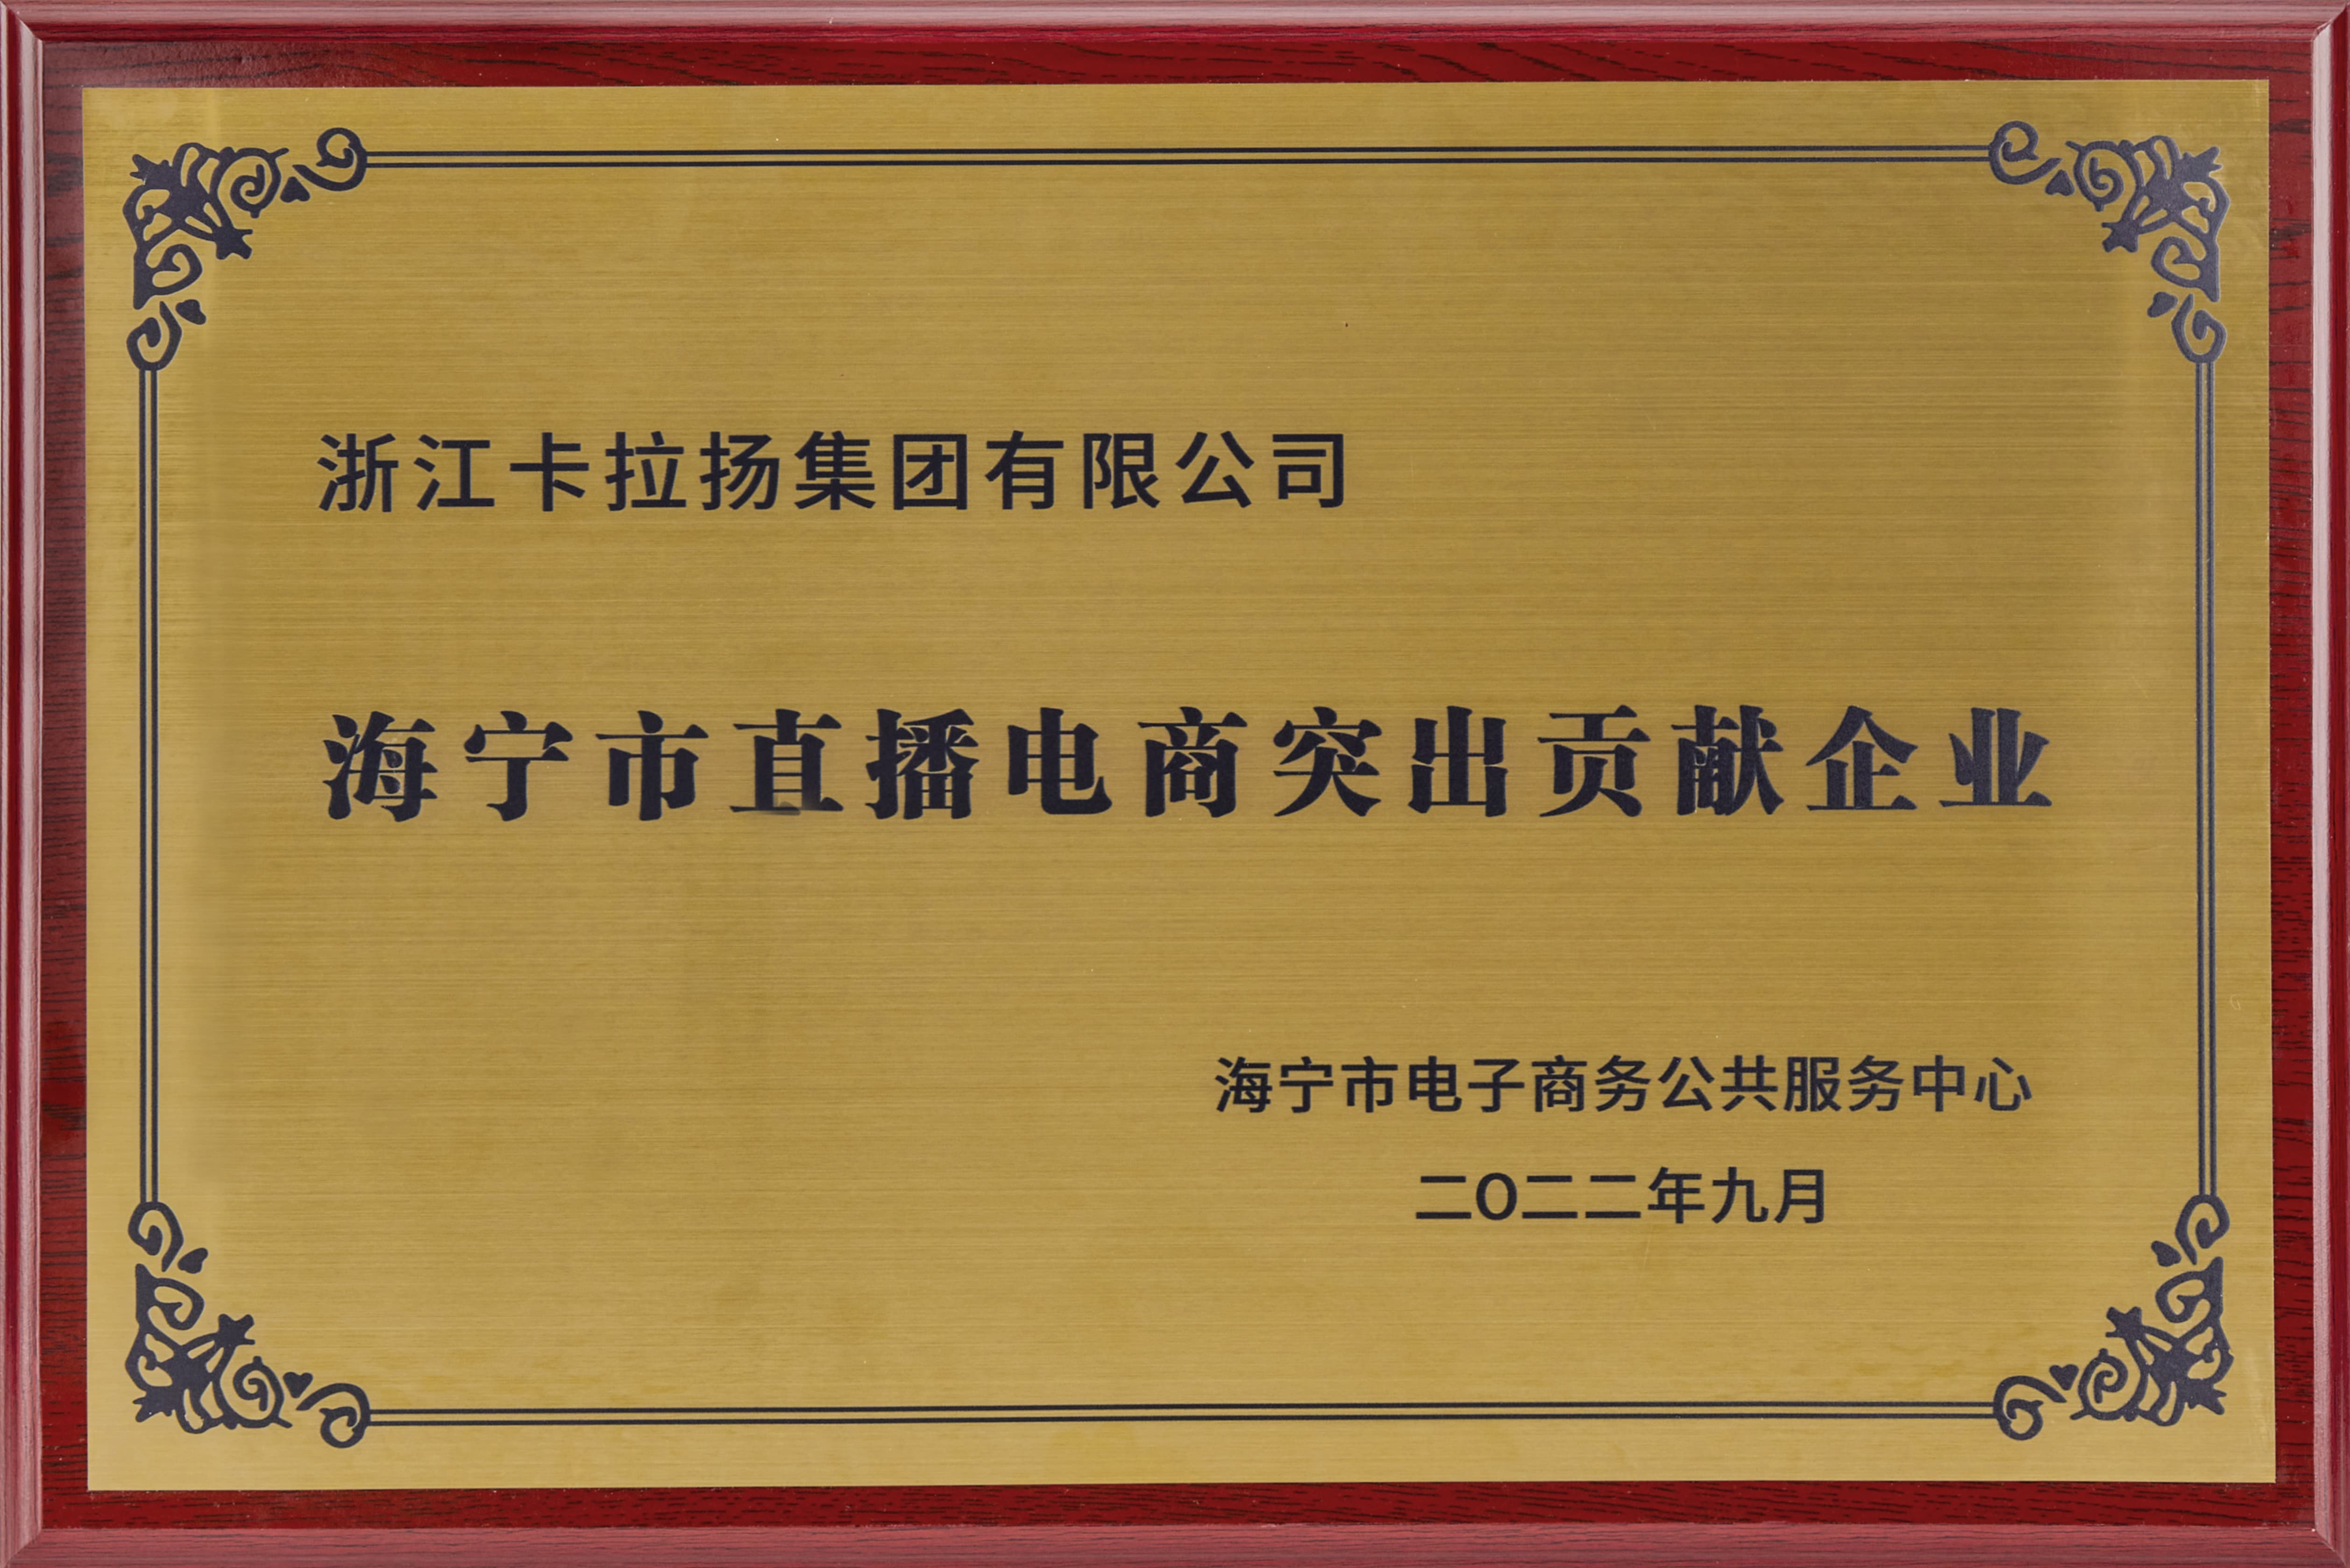 浙江卡拉扬集团有限公司
海宁市直播电商突出贡献企业
海宁市电子商务公共服务中心
二O二二年九月